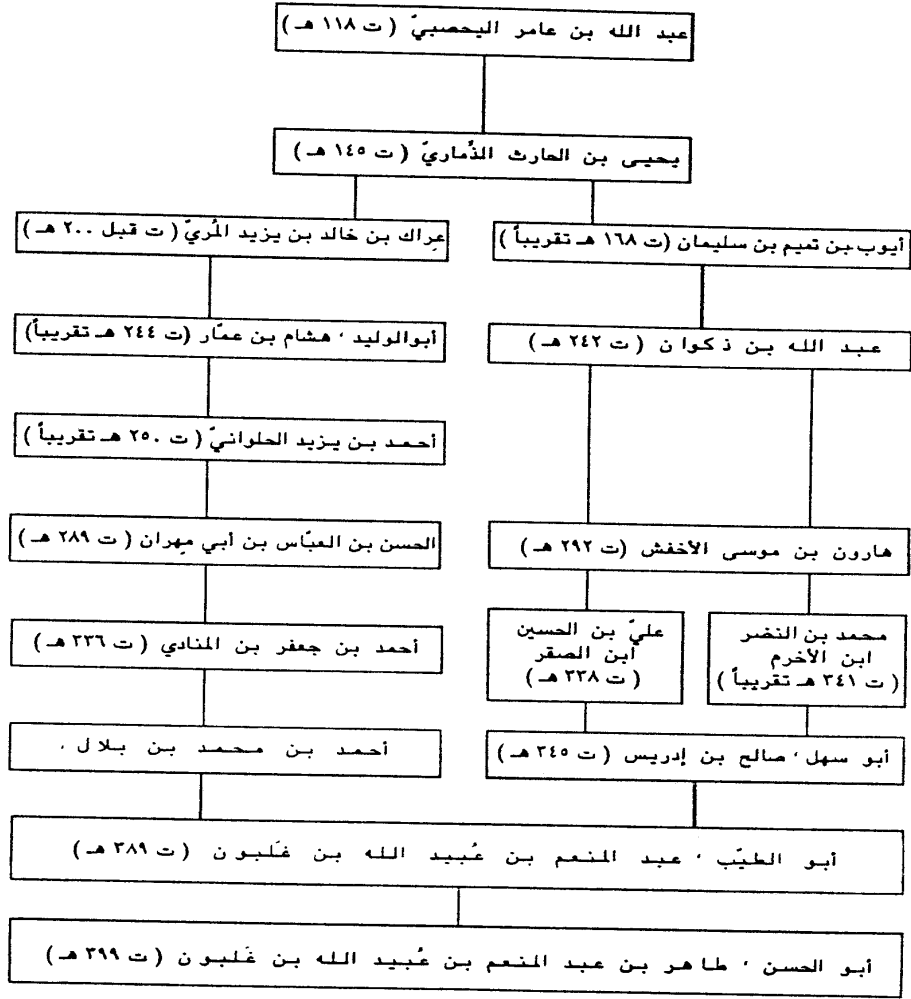 عبد الله بن عامر اليحصبيّ ( ت ١١٨ هـ )
يحيى بن الحارث الذُّماريّ ( ت ١٤٥ هـ )
أيوب بن تميم بن سليمان (ت ١٦٨ هـ تقريباً )
عِراك بن خالد بن يزيد المُريّ ( ت قبل ٢٠٠ هـ )
عبد الله بن ذكوان ( ت ٢٤٢ هـ )
أبوالوليد ، هشام بن عمّار (ت ٢٤٤ هـ تقريباً)
أحمد بن يزيد الحلوانيّ ( ت ٢٥٠ هـ تقريباً )
هارون بن موسى الأخفش (ت ٢٩٢ هـ )
الحسن بن العبّاس بن أبي مهران ( ت ٢٨٩ هـ )
محمد بن النضر
ابن الأخرم
( ت ٣٤١ هـ تقريباً )
عليّ بن الحسين
ابن الصقر
( ت ٣٣٨ هـ )
أحمد بن جعفر بن المنادي ( ت ٣٣٦ هـ )
أبو سهل ، صالح بن إدريس ( ت ٣٤٥ هـ )
أحمد بن محمد بن بلال .
أبو الطيّب ، عبد المنعم بن عُبيد الله بن غَلبون ( ت ٣٨٩ هـ )
أبو الحسن ، طاهر بن عبد المنعم بن عُبيد الله بن غَلبون ( ت ٣٩٩ هـ )